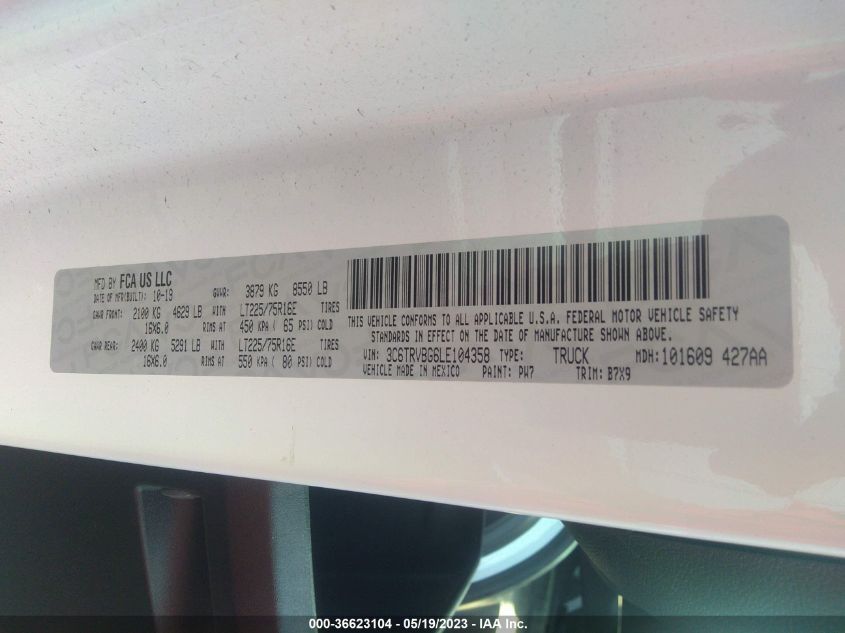 MFD BY FCA US LLC
DATE OF MFR(BUILT): 10-19 GVWR: 3879 KG 8550 LB
GAWR FRONT: 2100 KG 4629 LB WITH LT225/75R16E TIRES
16X6.0 RIMS AT 450 KPA ( 65 PSI) COLD
GAWR REAR: 2400 KG 5291 LB WITH LT225/75R16E TIRES
16X6.0 RIMS AT 550 KPA ( 80 PSI) COLD
THIS VEHICLE CONFORMS TO ALL APPLICABLE U.S.A. FEDERAL MOTOR VEHICLE SAFETY
STANDARDS IN EFFECT ON THE DATE OF MANUFACTURE SHOWN ABOVE.
VIN: 3C6TRVBG6LE104358 TYPE: TRUCK MDH: 101609 427AA
VEHICLE MADE IN MEXICO PAINT: PW7 TRIM: B7X9
000-36623104 - 05/19/2023 - IAA Inc.